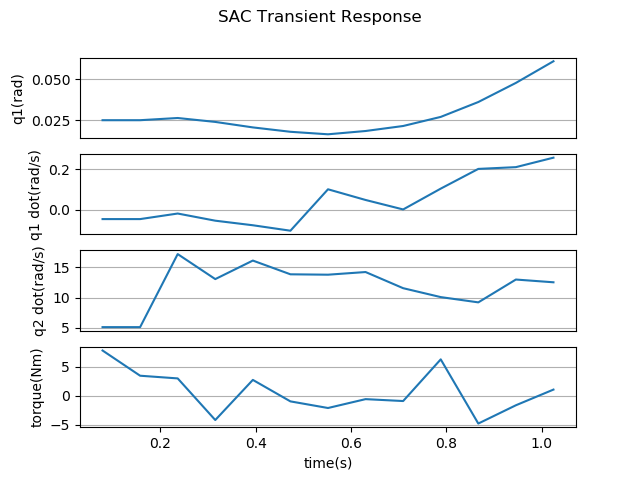 SAC Transient Response
q1(rad)
0.050
0.025
q1 dot(rad/s)
0.2
0.0
q2 dot(rad/s)
15
10
5
torque(Nm)
5
0
−5
0.2 0.4 0.6 0.8 1.0
time(s)